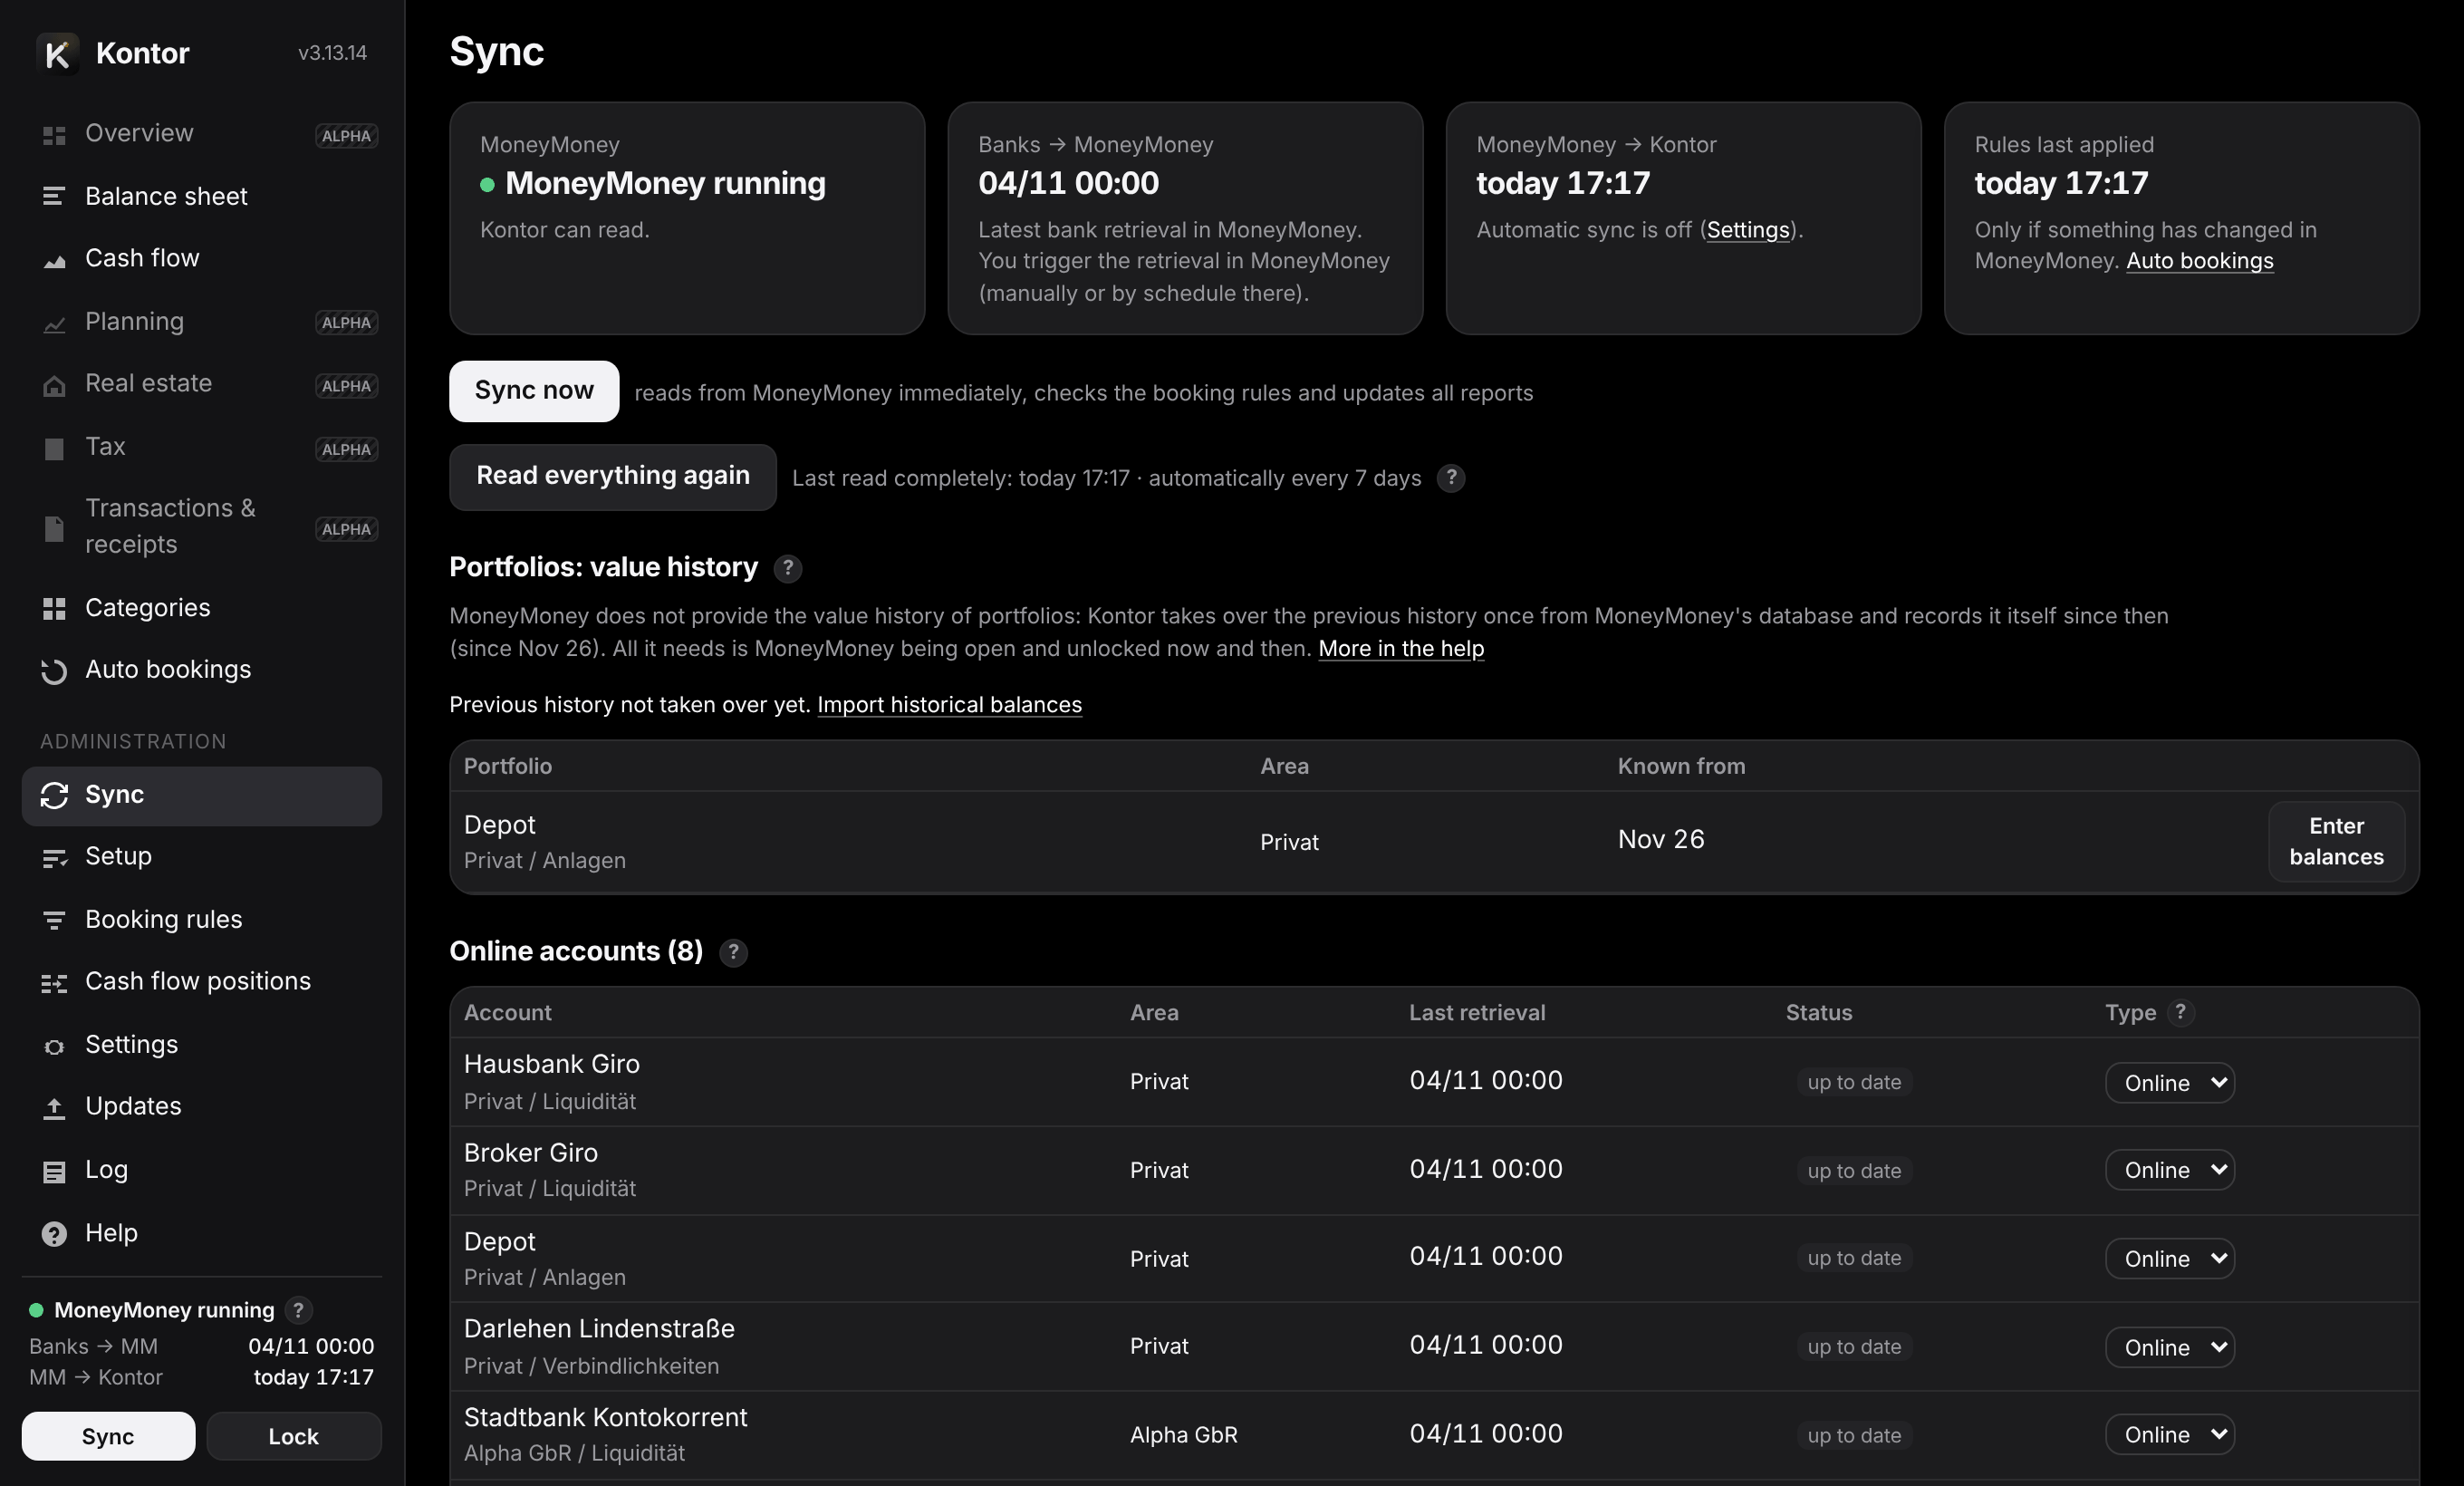 Kontor
v3.13.14
Overview
ALPHA
Balance sheet
Cash flow
Planning
ALPHA
Real estate
ALPHA
Tax
ALPHA
Transactions &
receipts
ALPHA
Categories
Auto bookings
ADMINISTRATION
Sync
Setup
Booking rules
Cash flow positions
Settings
Updates
Log
Help
MoneyMoney running ?
Banks → MM 04/11 00:00
MM → Kontor today 17:17
Sync
Lock
Sync
MoneyMoney
MoneyMoney running
Kontor can read.
Banks → MoneyMoney
04/11 00:00
Latest bank retrieval in MoneyMoney.
You trigger the retrieval in MoneyMoney
(manually or by schedule there).
MoneyMoney → Kontor
today 17:17
Automatic sync is off (Settings).
Rules last applied
today 17:17
Only if something has changed in
MoneyMoney. Auto bookings
Sync now reads from MoneyMoney immediately, checks the booking rules and updates all reports
Read everything again Last read completely: today 17:17 · automatically every 7 days ?
Portfolios: value history ?
MoneyMoney does not provide the value history of portfolios: Kontor takes over the previous history once from MoneyMoney's database and records it itself since then
(since Nov 26). All it needs is MoneyMoney being open and unlocked now and then. More in the help
Previous history not taken over yet. Import historical balances
Portfolio Area Known from
Depot
Privat / Anlagen
Privat
Nov 26
Enter
balances
Online accounts (8) ?
Account Area Last retrieval Status Type ?
Hausbank Giro
Privat / Liquidität
Privat
04/11 00:00
up to date
Online
Broker Giro
Privat / Liquidität
Privat
04/11 00:00
up to date
Online
Depot
Privat / Anlagen
Privat
04/11 00:00
up to date
Online
Darlehen Lindenstraße
Privat / Verbindlichkeiten
Privat
04/11 00:00
up to date
Online
Stadtbank Kontokorrent
Alpha GbR / Liquidität
Alpha GbR
04/11 00:00
up to date
Online